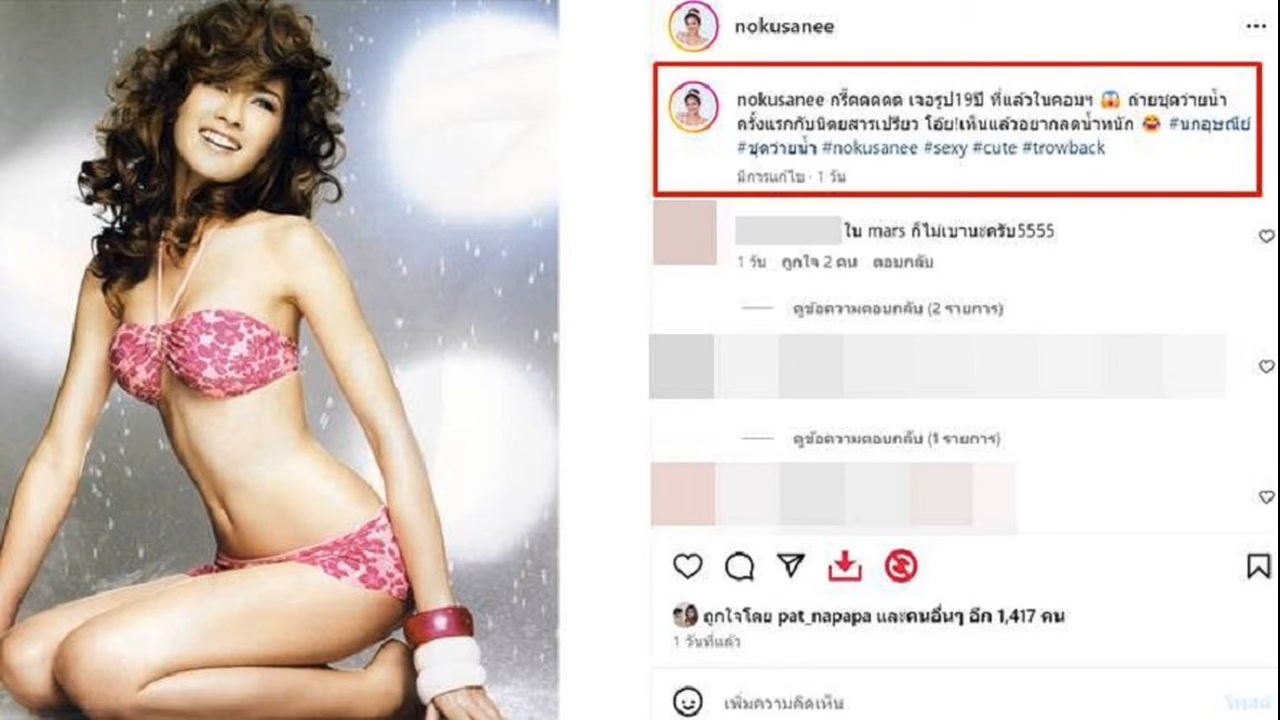 nokusanee
nokusanee กรี๊ดดดดด เจอรูป19ปี ที่แล้วในคอมฯ 😱 ถ่ายชุดว่ายน้ำ
ครั้งแรกกับนิตยสารเปรียว โอ๊ย!เห็นแล้วอยากลดน้ำหนัก 😂 #นกอุษณีย์
#ชุดว่ายน้ำ #nokusanee #sexy #cute #trowback
มีการแก้ไข · 1 วัน
ใน mars ก็ไม่เบานะครับ5555
1 วัน ถูกใจ 2 คน ตอบกลับ
ดูข้อความตอบกลับ (2 รายการ)
ดูข้อความตอบกลับ (1 รายการ)
ถูกใจโดย pat_napapa และคนอื่นๆ อีก 1,417 คน
1 วันที่แล้ว
เพิ่มความคิดเห็น
โพสต์